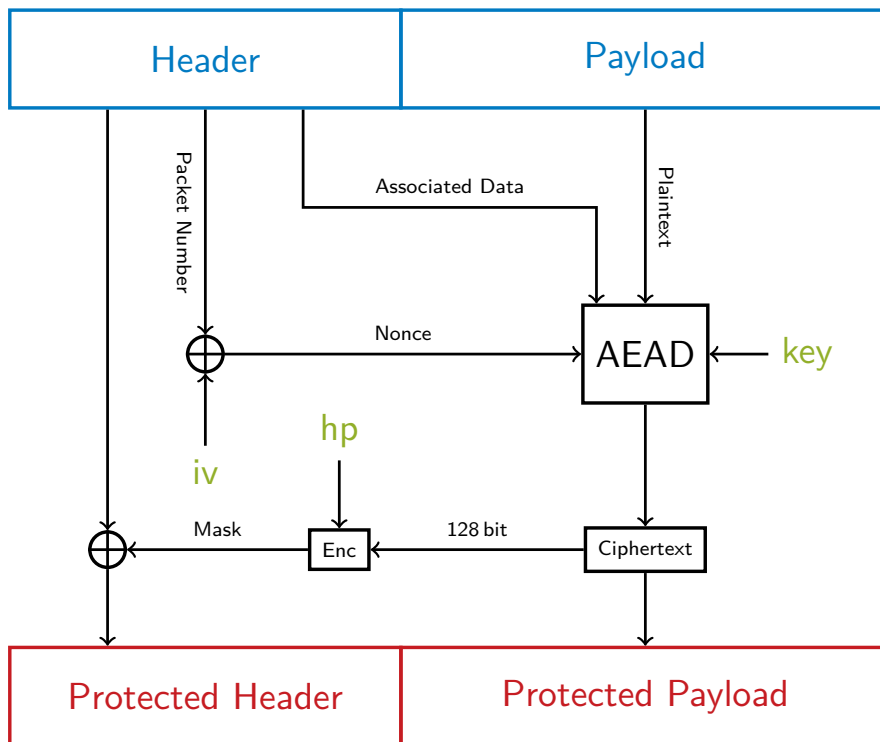 Header
Payload
Packet Number
Associated Data
Plaintext
Nonce
AEAD
key
hp
iv
Mask
Enc
128 bit
Ciphertext
Protected Header
Protected Payload